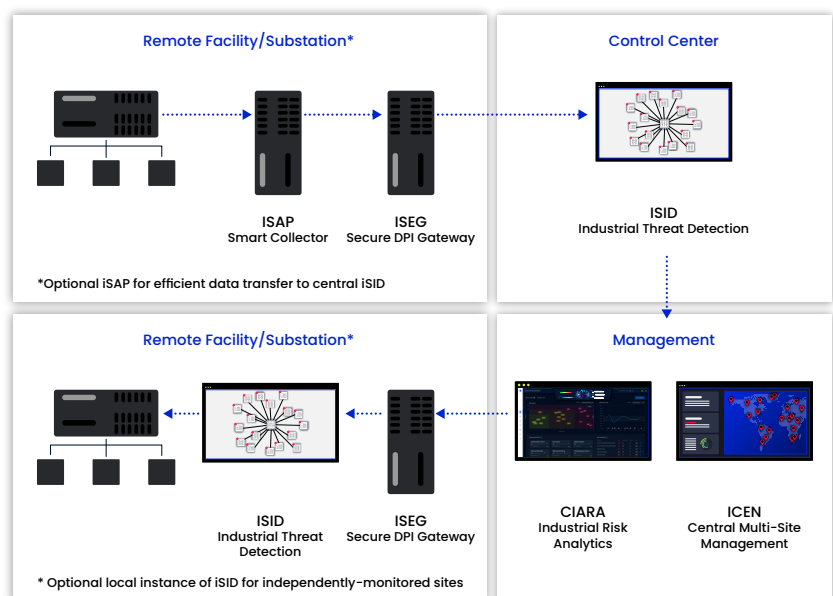 Remote Facility/Substation*
ISAP
Smart Collector
ISEG
Secure DPI Gateway
*Optional iSAP for efficient data transfer to central iSID
Control Center
ISID
Industrial Threat Detection
Remote Facility/Substation*
ISID
Industrial Threat
Detection
ISEG
Secure DPI Gateway
* Optional local instance of iSID for independently-monitored sites
Management
CIARA
Industrial Risk
Analytics
ICEN
Central Multi-Site
Management